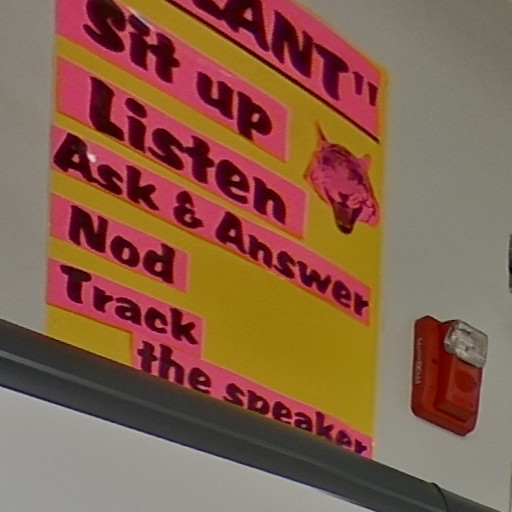 Sit up
Listen
Ask & Answer
Nod
Track
the speaker